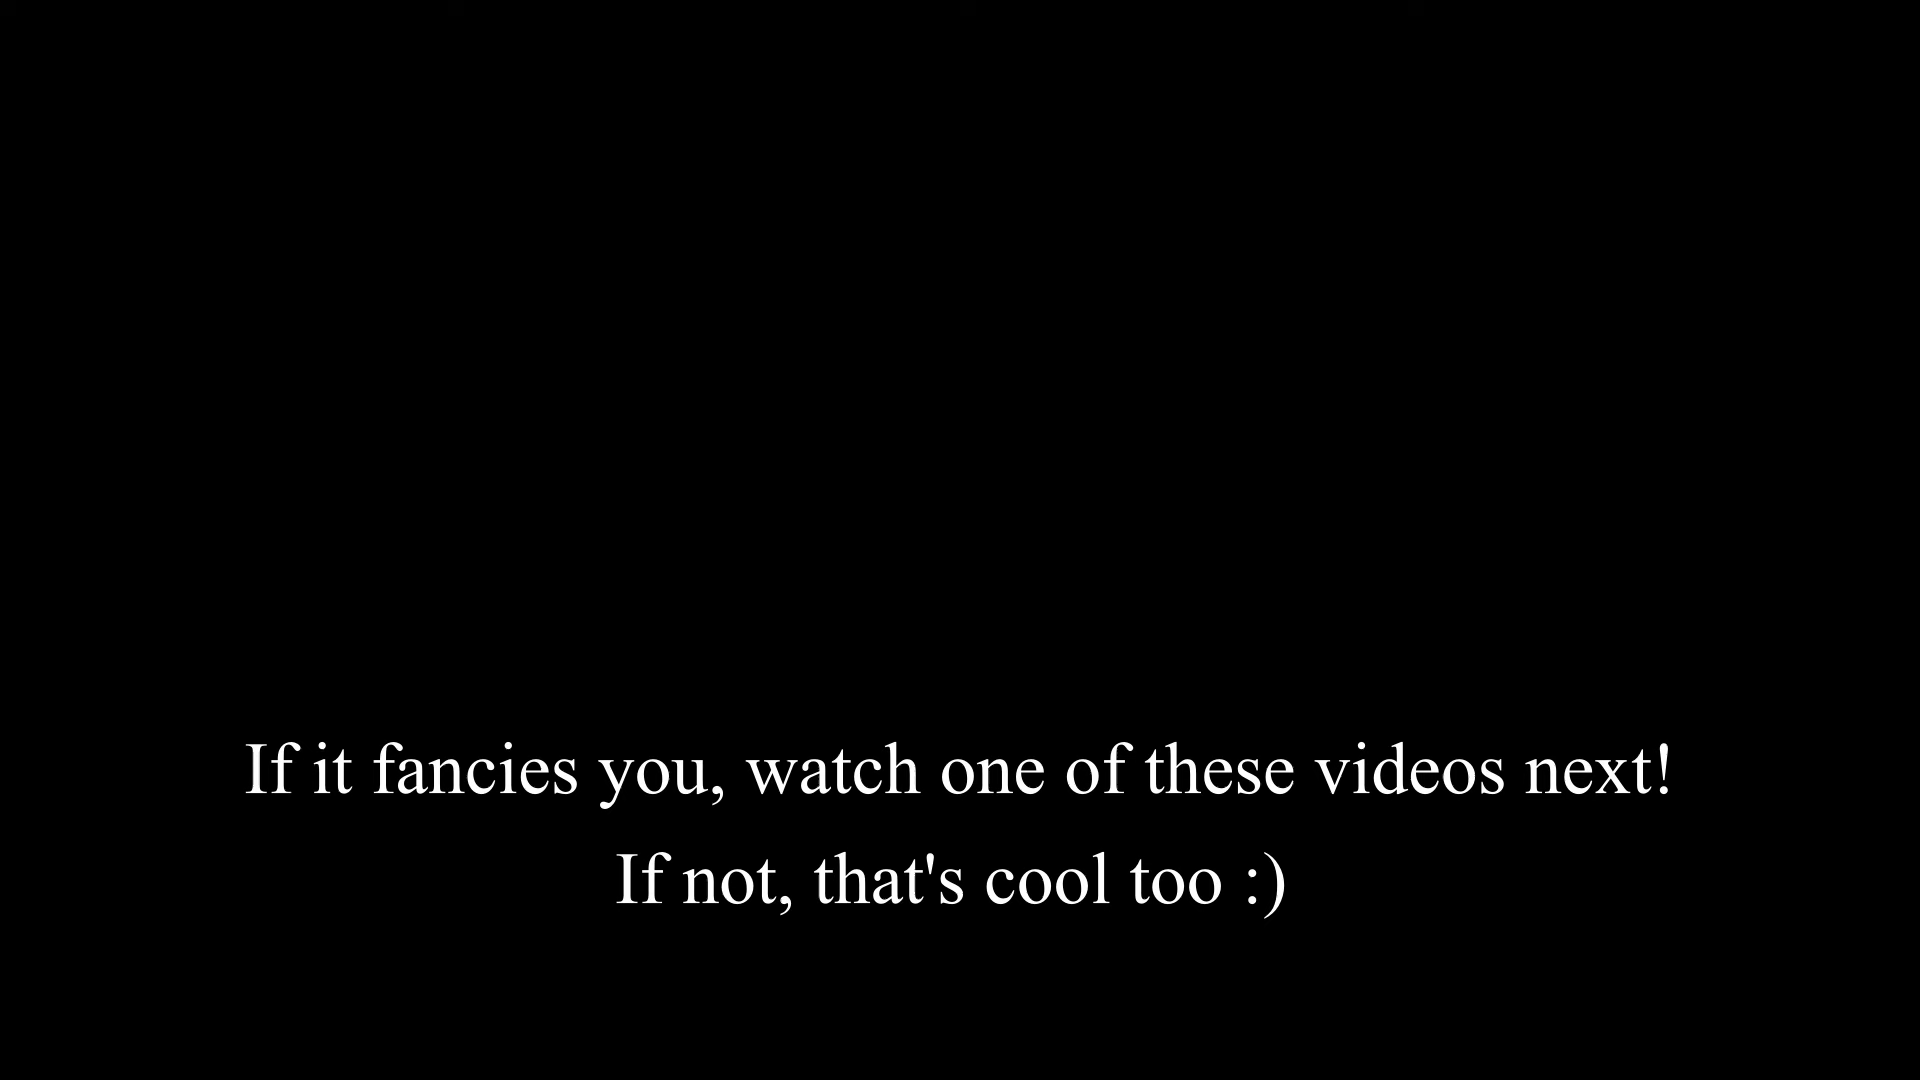 If it fancies you, watch one of these videos next!
If not, that's cool too :)